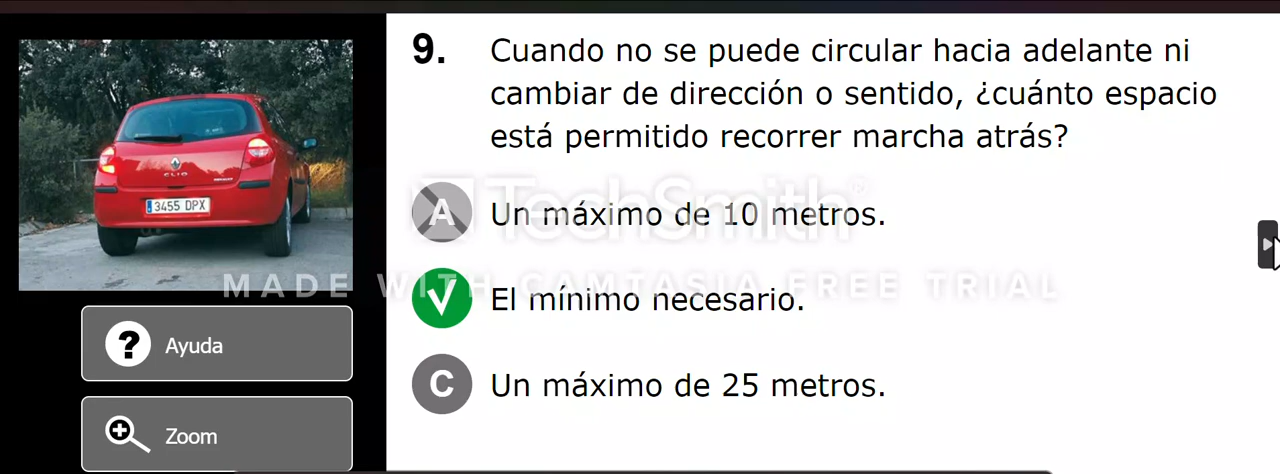 9. Cuando no se puede circular hacia adelante ni
cambiar de dirección o sentido, ¿cuánto espacio
está permitido recorrer marcha atrás?
A Un máximo de 10 metros.
El mínimo necesario.
C Un máximo de 25 metros.
TechSmith®
MADE WITH CAMTASIA FREE TRIAL
CLIO
3455 DPX
? Ayuda
Zoom